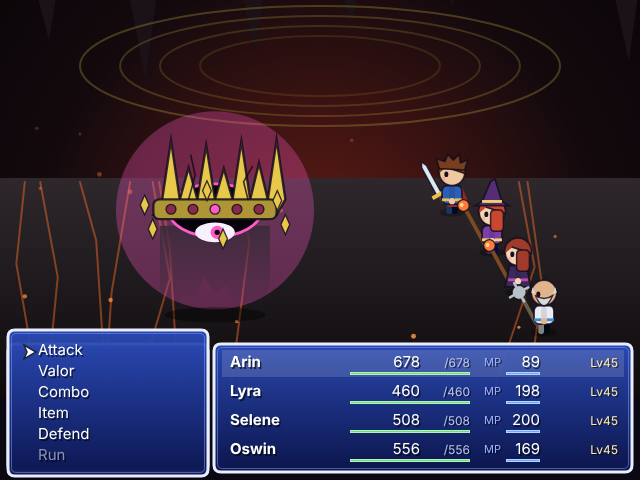 Attack
Valor
Combo
Item
Defend
Run
Arin 678 /678 MP 89 Lv45
Lyra 460 /460 MP 198 Lv45
Selene 508 /508 MP 200 Lv45
Oswin 556 /556 MP 169 Lv45